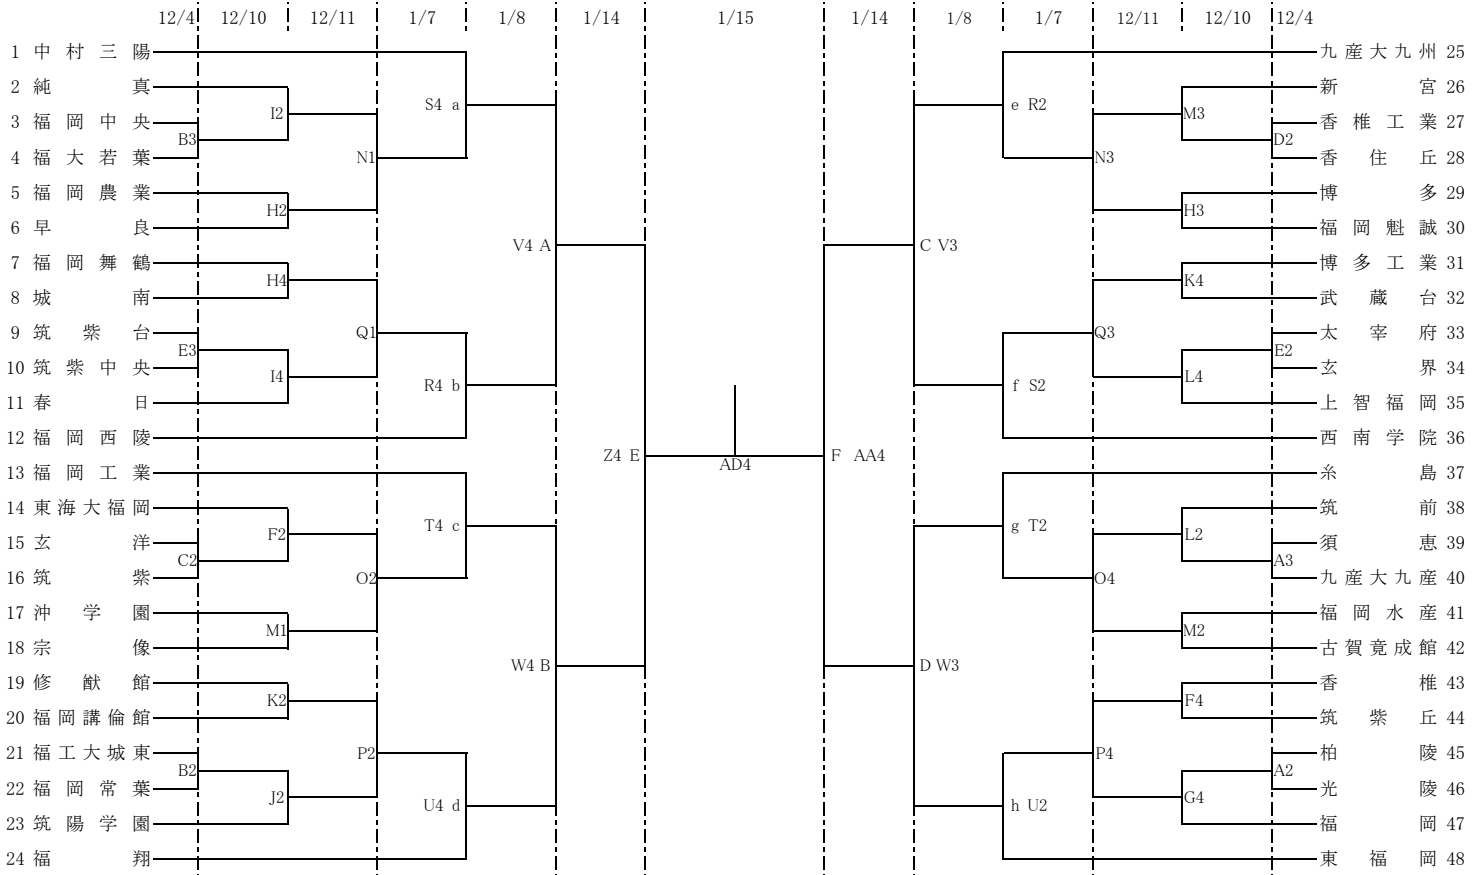 12/4 12/10 12/11 1/7 1/8 1/14 1/15 1/14 1/8 1/7 12/11 12/10 12/4
1 中村三陽 九産大九州 25
2 純真 新宮 26
S4 a e R2
I2 M3
3 福岡中央 香椎工業 27
B3 D2
4 福大若葉 N1 N3 香住丘 28
5 福岡農業 博多 29
H2 H3
6 早良 福岡魁誠 30
V4 A C V3
7 福岡舞鶴 博多工業 31
H4 K4
8 城南 武蔵台 32
9 筑紫台 Q1 Q3 太宰府 33
E3 E2
10 筑紫中央 玄界 34
I4 L4
R4 b f S2
11 春日 上智福岡 35
12 福岡西陵 西南学院 36
Z4 E F AA4
AD4
13 福岡工業 糸島 37
14 東海大福岡 筑前 38
T4 c g T2
F2 L2
15 玄洋 須恵 39
C2 A3
16 筑紫 O2 O4 九産大九産 40
17 沖学園 福岡水産 41
M1 M2
18 宗像 古賀竟成館 42
W4 B D W3
19 修猷館 香椎 43
K2 F4
20 福岡講倫館 筑紫丘 44
21 福工大城東 P2 P4 柏陵 45
B2 A2
22 福岡常葉 光陵 46
J2 G4
U4 d h U2
23 筑陽学園 福岡 47
24 福翔 東福岡 48